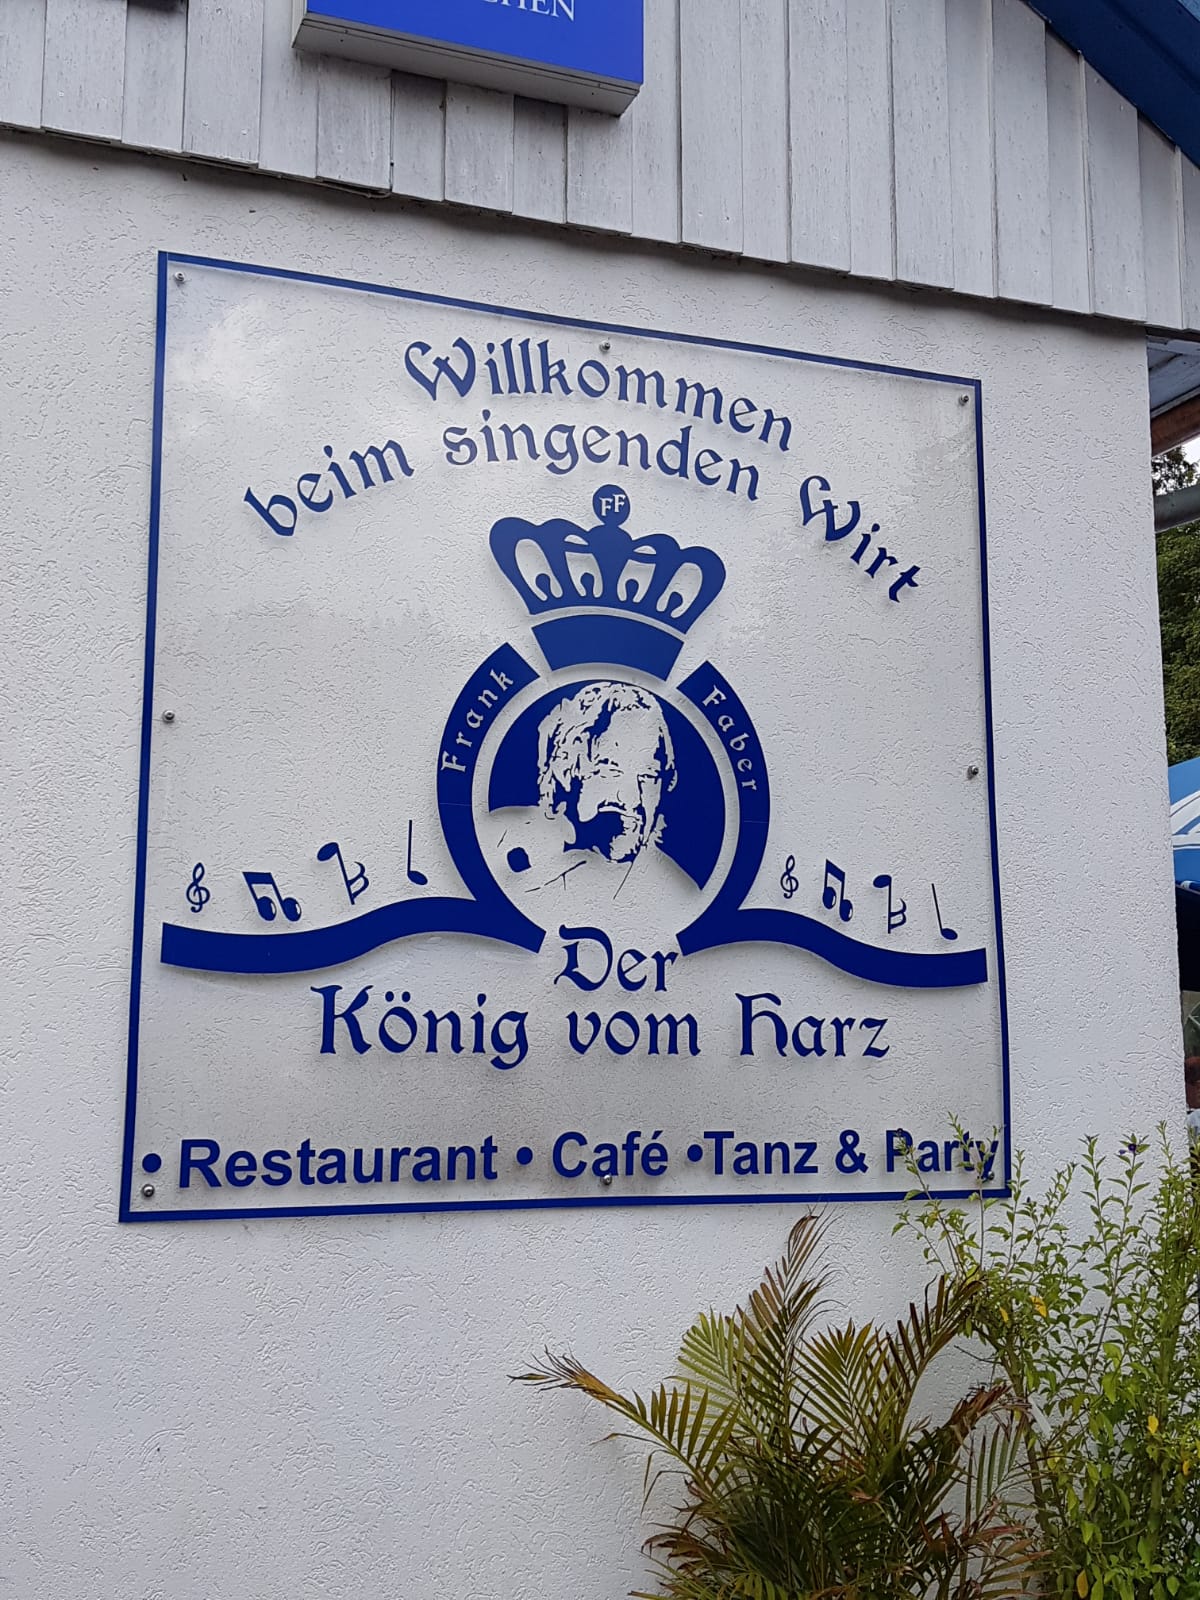 Willkommen
beim singenden Wirt
FF
Frank Faber
Der
König vom Harz
• Restaurant • Café • Tanz & Party